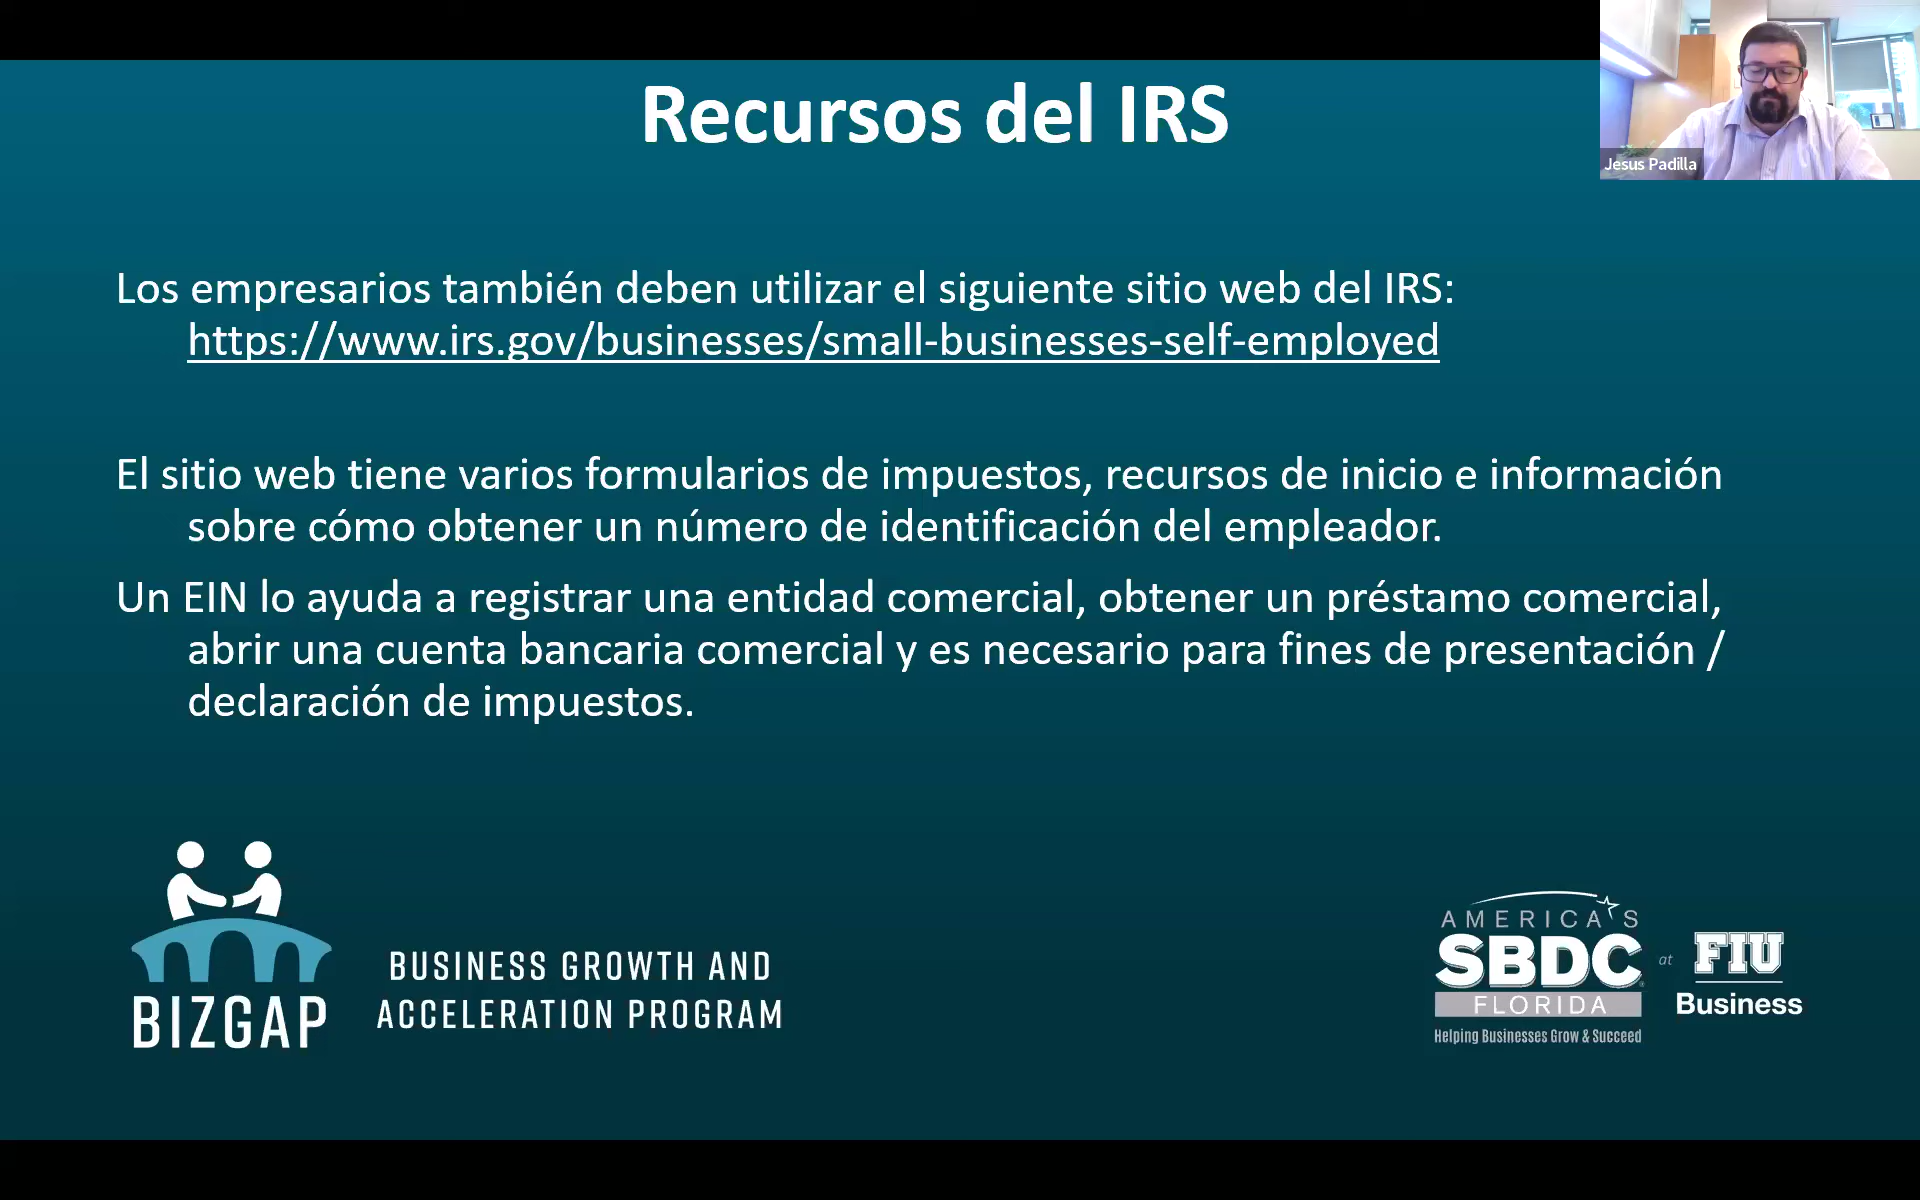 Recursos del IRS
Jesus Padilla
Los empresarios también deben utilizar el siguiente sitio web del IRS:
https://www.irs.gov/businesses/small-businesses-self-employed
El sitio web tiene varios formularios de impuestos, recursos de inicio e información
sobre cómo obtener un número de identificación del empleador.
Un EIN lo ayuda a registrar una entidad comercial, obtener un préstamo comercial,
abrir una cuenta bancaria comercial y es necesario para fines de presentación /
declaración de impuestos.
BIZGAP
BUSINESS GROWTH AND
ACCELERATION PROGRAM
AMERICA'S
SBDC
FLORIDA
Helping Businesses Grow & Succeed
at
FIU
Business